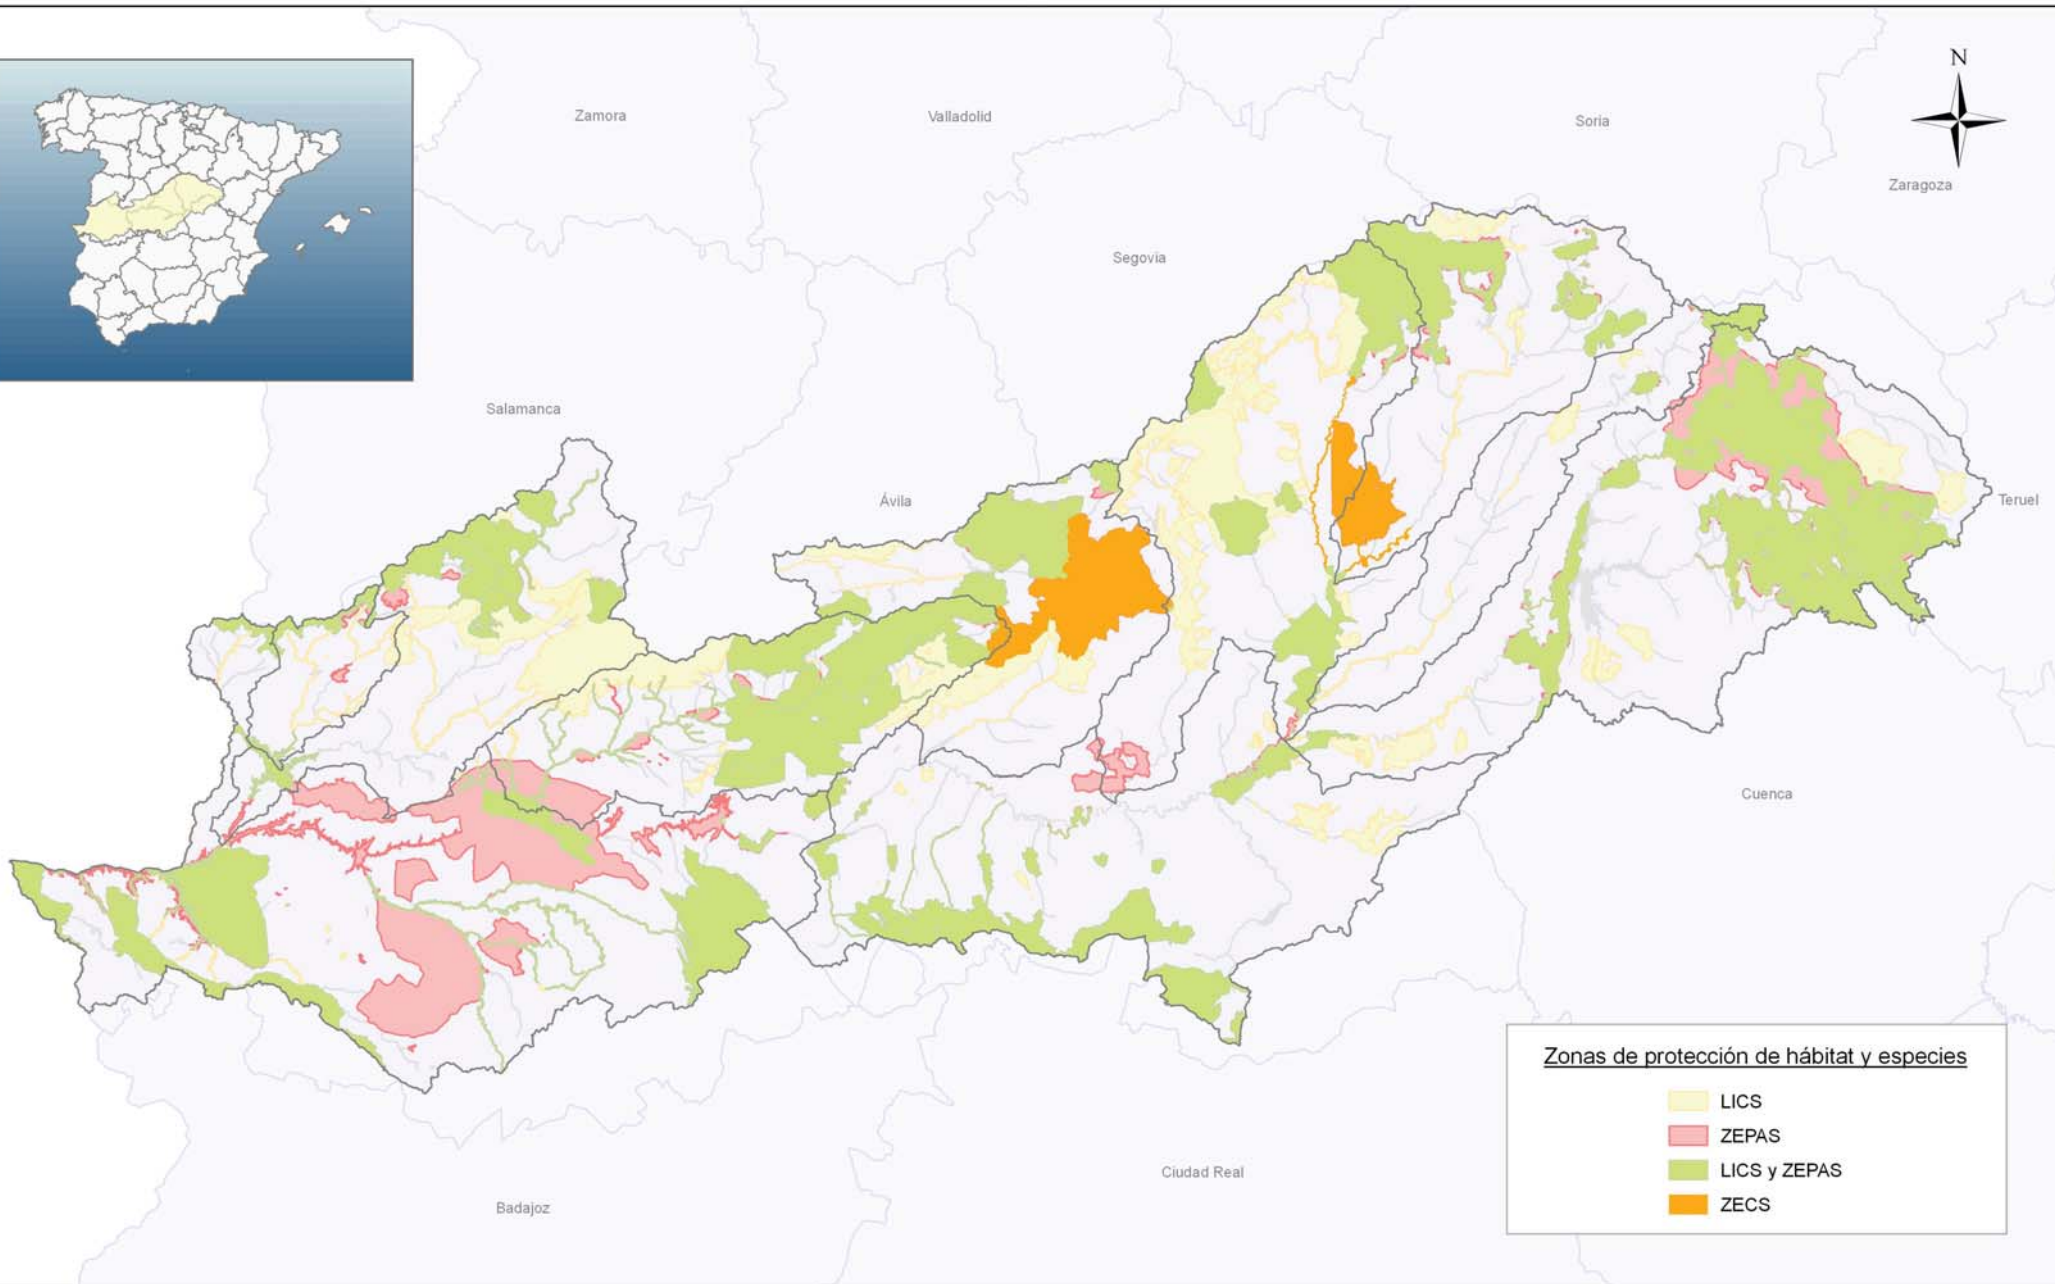 N
Zamora
Valladolid
Soria
Zaragoza
Segovia
Salamanca
Ávila
Teruel
Cuenca
Ciudad Real
Badajoz
Zonas de protección de hábitat y especies
LICS
ZEPAS
LICS y ZEPAS
ZECS